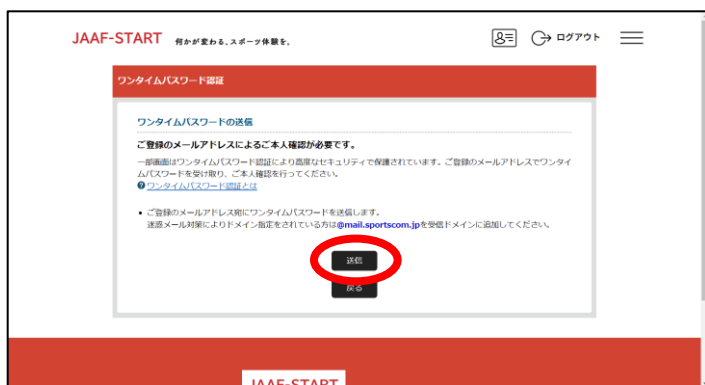 JAAF-START 何かが変わる。スポーツ体験を。 ログアウト
ワンタイムパスワード認証
ワンタイムパスワードの送信
ご登録のメールアドレスによるご本人確認が必要です。
一部画面はワンタイムパスワード認証により高度なセキュリティで保護されています。ご登録のメールアドレスでワンタイ
ムパスワードを受け取り、ご本人確認を行ってください。
ワンタイムパスワード認証とは
• ご登録のメールアドレス宛にワンタイムパスワードを送信します。
迷惑メール対策によりドメイン指定をされている方は@mail.sportscom.jpを受信ドメインに追加してください。
送信
戻る
JAAF-START